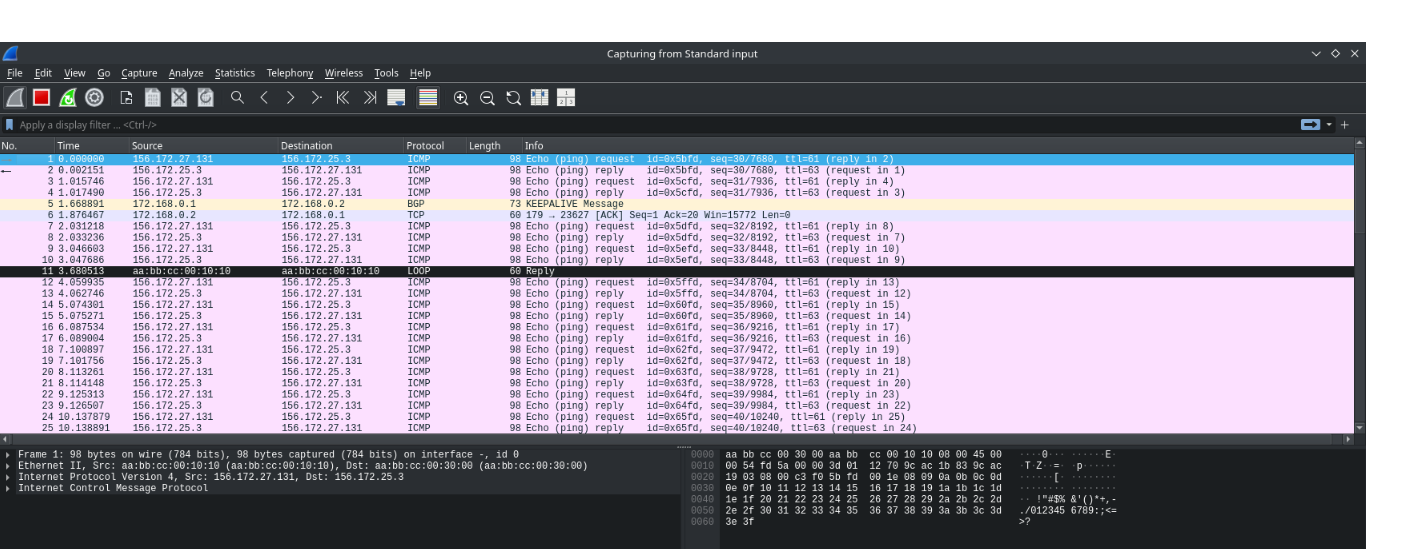 Capturing from Standard input
File Edit View Go Capture Analyze Statistics Telephony Wireless Tools Help
Apply a display filter ... <Ctrl-/>
No. Time Source Destination Protocol Length Info
1 0.000000 156.172.27.131 156.172.25.3 ICMP 98 Echo (ping) request id=0x5bfd, seq=30/7680, ttl=61 (reply in 2)
2 0.002151 156.172.25.3 156.172.27.131 ICMP 98 Echo (ping) reply id=0x5bfd, seq=30/7680, ttl=63 (request in 1)
3 1.015746 156.172.27.131 156.172.25.3 ICMP 98 Echo (ping) request id=0x5cfd, seq=31/7936, ttl=61 (reply in 4)
4 1.017490 156.172.25.3 156.172.27.131 ICMP 98 Echo (ping) reply id=0x5cfd, seq=31/7936, ttl=63 (request in 3)
5 1.668891 172.168.0.1 172.168.0.2 BGP 73 KEEPALIVE Message
6 1.876467 172.168.0.2 172.168.0.1 TCP 60 179 → 23627 [ACK] Seq=1 Ack=20 Win=15772 Len=0
7 2.031218 156.172.27.131 156.172.25.3 ICMP 98 Echo (ping) request id=0x5dfd, seq=32/8192, ttl=61 (reply in 8)
8 2.033236 156.172.25.3 156.172.27.131 ICMP 98 Echo (ping) reply id=0x5dfd, seq=32/8192, ttl=63 (request in 7)
9 3.046603 156.172.27.131 156.172.25.3 ICMP 98 Echo (ping) request id=0x5efd, seq=33/8448, ttl=61 (reply in 10)
10 3.047686 156.172.25.3 156.172.27.131 ICMP 98 Echo (ping) reply id=0x5efd, seq=33/8448, ttl=63 (request in 9)
11 3.680513 aa:bb:cc:00:10:10 aa:bb:cc:00:10:10 LOOP 60 Reply
12 4.059935 156.172.27.131 156.172.25.3 ICMP 98 Echo (ping) request id=0x5ffd, seq=34/8704, ttl=61 (reply in 13)
13 4.062746 156.172.25.3 156.172.27.131 ICMP 98 Echo (ping) reply id=0x5ffd, seq=34/8704, ttl=63 (request in 12)
14 5.074301 156.172.27.131 156.172.25.3 ICMP 98 Echo (ping) request id=0x60fd, seq=35/8960, ttl=61 (reply in 15)
15 5.075271 156.172.25.3 156.172.27.131 ICMP 98 Echo (ping) reply id=0x60fd, seq=35/8960, ttl=63 (request in 14)
16 6.087534 156.172.27.131 156.172.25.3 ICMP 98 Echo (ping) request id=0x61fd, seq=36/9216, ttl=61 (reply in 17)
17 6.089004 156.172.25.3 156.172.27.131 ICMP 98 Echo (ping) reply id=0x61fd, seq=36/9216, ttl=63 (request in 16)
18 7.100897 156.172.27.131 156.172.25.3 ICMP 98 Echo (ping) request id=0x62fd, seq=37/9472, ttl=61 (reply in 19)
19 7.101756 156.172.25.3 156.172.27.131 ICMP 98 Echo (ping) reply id=0x62fd, seq=37/9472, ttl=63 (request in 18)
20 8.113261 156.172.27.131 156.172.25.3 ICMP 98 Echo (ping) request id=0x63fd, seq=38/9728, ttl=61 (reply in 21)
21 8.114148 156.172.25.3 156.172.27.131 ICMP 98 Echo (ping) reply id=0x63fd, seq=38/9728, ttl=63 (request in 20)
22 9.125313 156.172.27.131 156.172.25.3 ICMP 98 Echo (ping) request id=0x64fd, seq=39/9984, ttl=61 (reply in 23)
23 9.126507 156.172.25.3 156.172.27.131 ICMP 98 Echo (ping) reply id=0x64fd, seq=39/9984, ttl=63 (request in 22)
24 10.137879 156.172.27.131 156.172.25.3 ICMP 98 Echo (ping) request id=0x65fd, seq=40/10240, ttl=61 (reply in 25)
25 10.138891 156.172.25.3 156.172.27.131 ICMP 98 Echo (ping) reply id=0x65fd, seq=40/10240, ttl=63 (request in 24)
Frame 1: 98 bytes on wire (784 bits), 98 bytes captured (784 bits) on interface -, id 0
Ethernet II, Src: aa:bb:cc:00:10:10 (aa:bb:cc:00:10:10), Dst: aa:bb:cc:00:30:00 (aa:bb:cc:00:30:00)
Internet Protocol Version 4, Src: 156.172.27.131, Dst: 156.172.25.3
Internet Control Message Protocol
0000 aa bb cc 00 30 00 aa bb cc 00 10 10 08 00 45 00 ····0··· ······E·
0010 00 54 fd 5a 00 00 3d 01 12 70 9c ac 1b 83 9c ac ·T·Z··=· ·p······
0020 19 03 08 00 c3 f0 5b fd 00 1e 08 09 0a 0b 0c 0d ······[· ········
0030 0e 0f 10 11 12 13 14 15 16 17 18 19 1a 1b 1c 1d ········ ········
0040 1e 1f 20 21 22 23 24 25 26 27 28 29 2a 2b 2c 2d ·· !"#$% &'()*+,-
0050 2e 2f 30 31 32 33 34 35 36 37 38 39 3a 3b 3c 3d ./012345 6789:;<=
0060 3e 3f >?